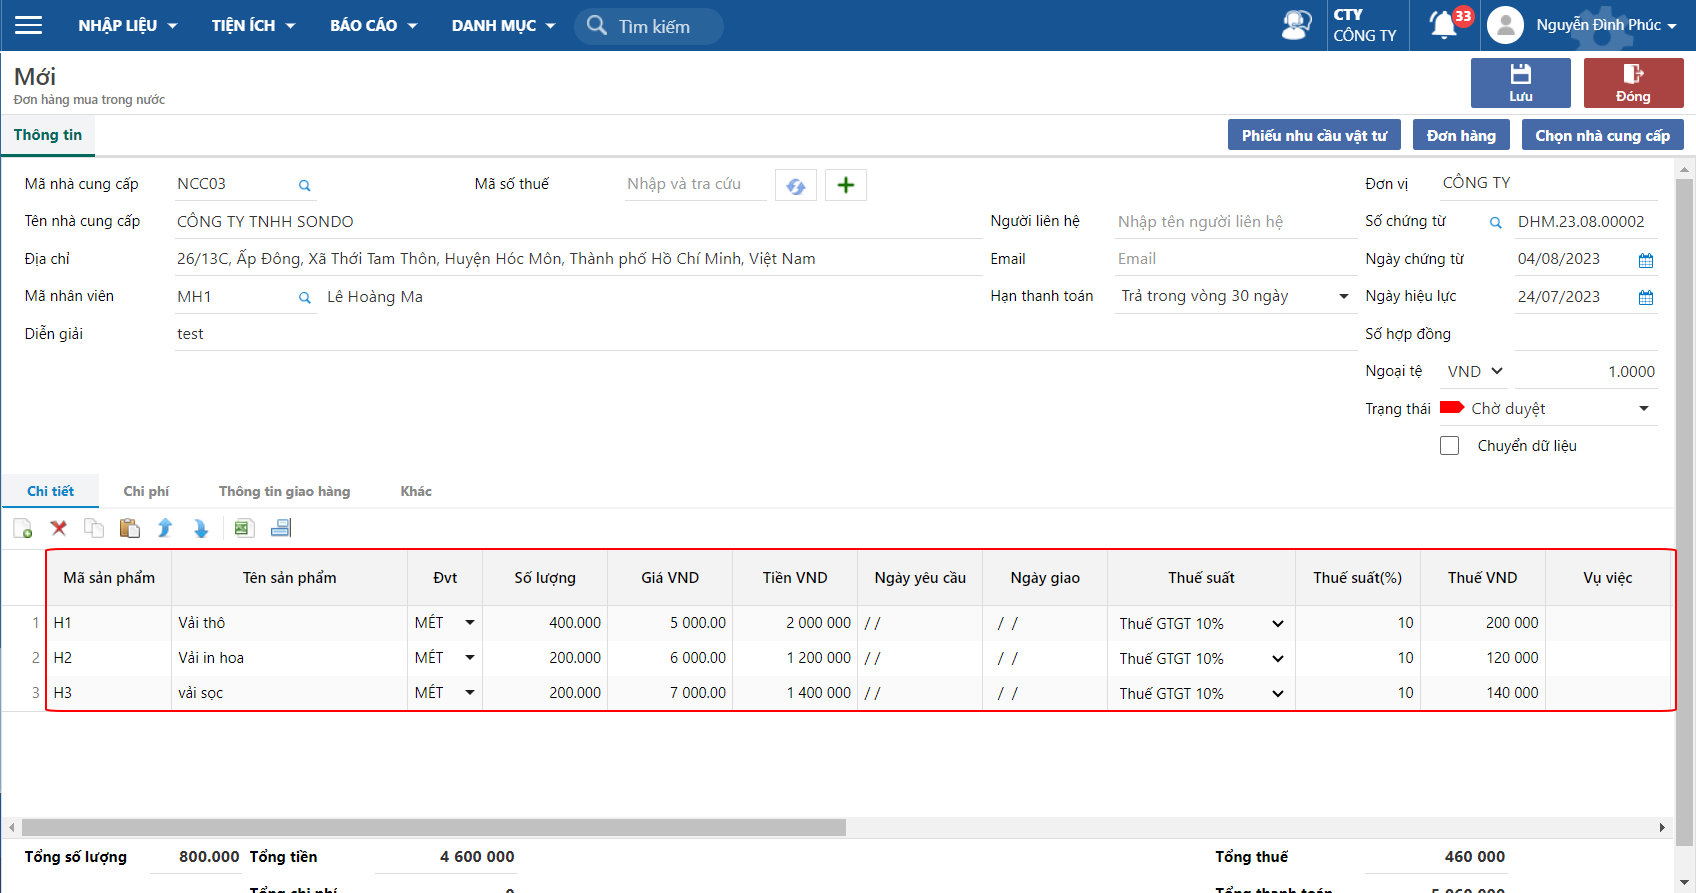 NHẬP LIỆU TIỆN ÍCH BÁO CÁO DANH MỤC Tìm kiếm CTY CÔNG TY 33 Nguyễn Đình Phúc
Mới
Đơn hàng mua trong nước
Lưu Đóng
Thông tin Phiếu nhu cầu vật tư Đơn hàng Chọn nhà cung cấp
Mã nhà cung cấp NCC03 Mã số thuế Nhập và tra cứu Đơn vị CÔNG TY
Tên nhà cung cấp CÔNG TY TNHH SONDO Người liên hệ Nhập tên người liên hệ Số chứng từ DHM.23.08.00002
Địa chỉ 26/13C, Ấp Đông, Xã Thới Tam Thôn, Huyện Hóc Môn, Thành phố Hồ Chí Minh, Việt Nam Email Email Ngày chứng từ 04/08/2023
Mã nhân viên MH1 Lê Hoàng Ma Hạn thanh toán Trả trong vòng 30 ngày Ngày hiệu lực 24/07/2023
Diễn giải test Số hợp đồng
Ngoại tệ VND 1.0000
Trạng thái Chờ duyệt
Chuyển dữ liệu
Chi tiết Chi phí Thông tin giao hàng Khác
Mã sản phẩm Tên sản phẩm Đvt Số lượng Giá VND Tiền VND Ngày yêu cầu Ngày giao Thuế suất Thuế suất(%) Thuế VND Vụ việc
1 H1 Vải thô MÉT 400.000 5 000.00 2 000 000 / / / / Thuế GTGT 10% 10 200 000
2 H2 Vải in hoa MÉT 200.000 6 000.00 1 200 000 / / / / Thuế GTGT 10% 10 120 000
3 H3 vải sọc MÉT 200.000 7 000.00 1 400 000 / / / / Thuế GTGT 10% 10 140 000
Tổng số lượng 800.000 Tổng tiền 4 600 000 Tổng thuế 460 000
Tổng chi phí 0 Tổng thanh toán 5 060 000